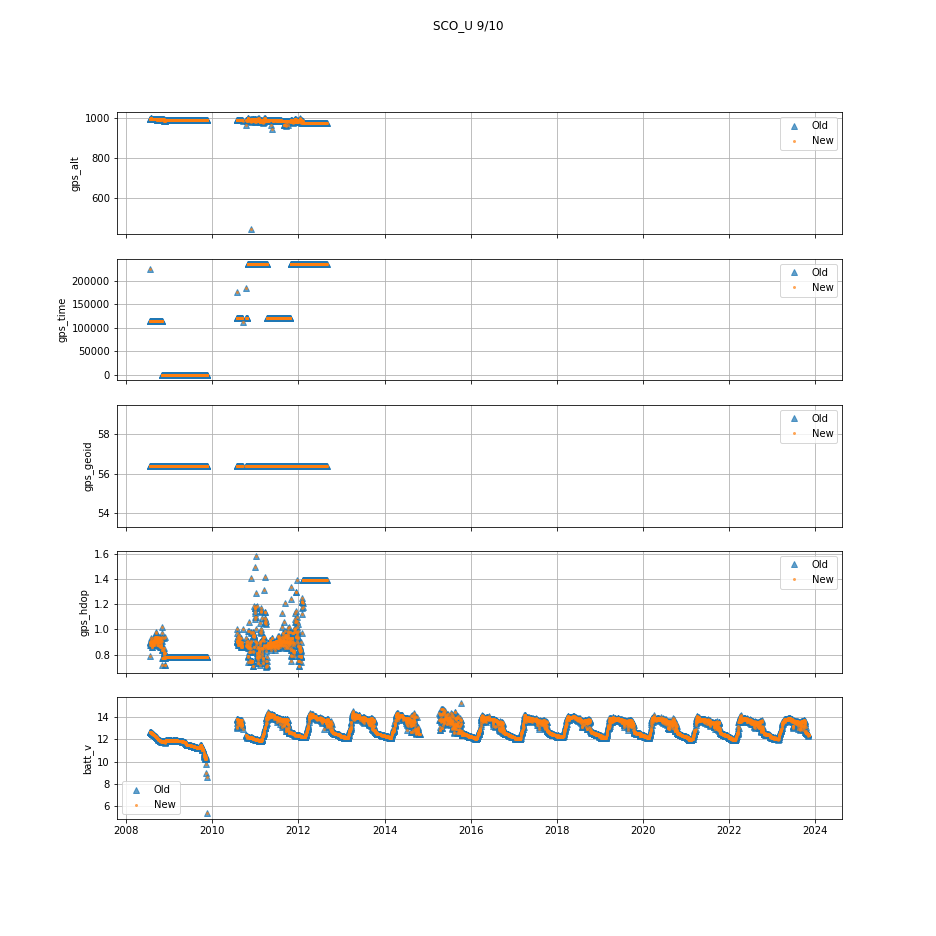 SCO_U 9/10
1000
800
600
gps_alt
Old
New
200000
150000
100000
50000
0
gps_time
Old
New
58
56
54
gps_geoid
Old
New
1.6
1.4
1.2
1.0
0.8
gps_hdop
Old
New
14
12
10
8
6
batt_v
Old
New
2008 2010 2012 2014 2016 2018 2020 2022 2024